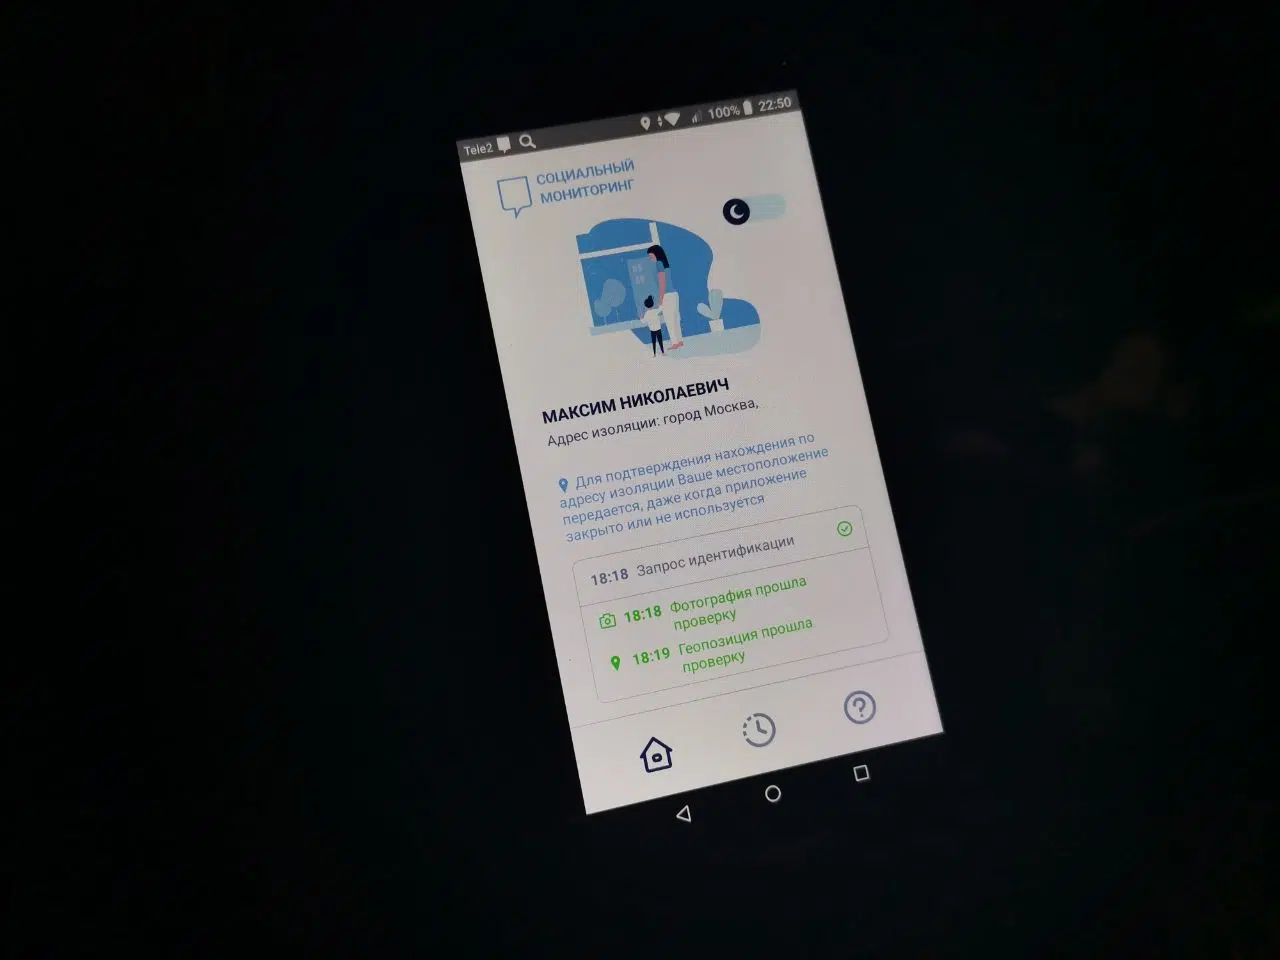 Tele2 100% 22:50
СОЦИАЛЬНЫЙ
МОНИТОРИНГ
МАКСИМ НИКОЛАЕВИЧ
Адрес изоляции: город Москва,
Для подтверждения нахождения по
адресу изоляции Ваше местоположение
передается, даже когда приложение
закрыто или не используется
18:18 Запрос идентификации
18:18 Фотография прошла
проверку
18:19 Геопозиция прошла
проверку